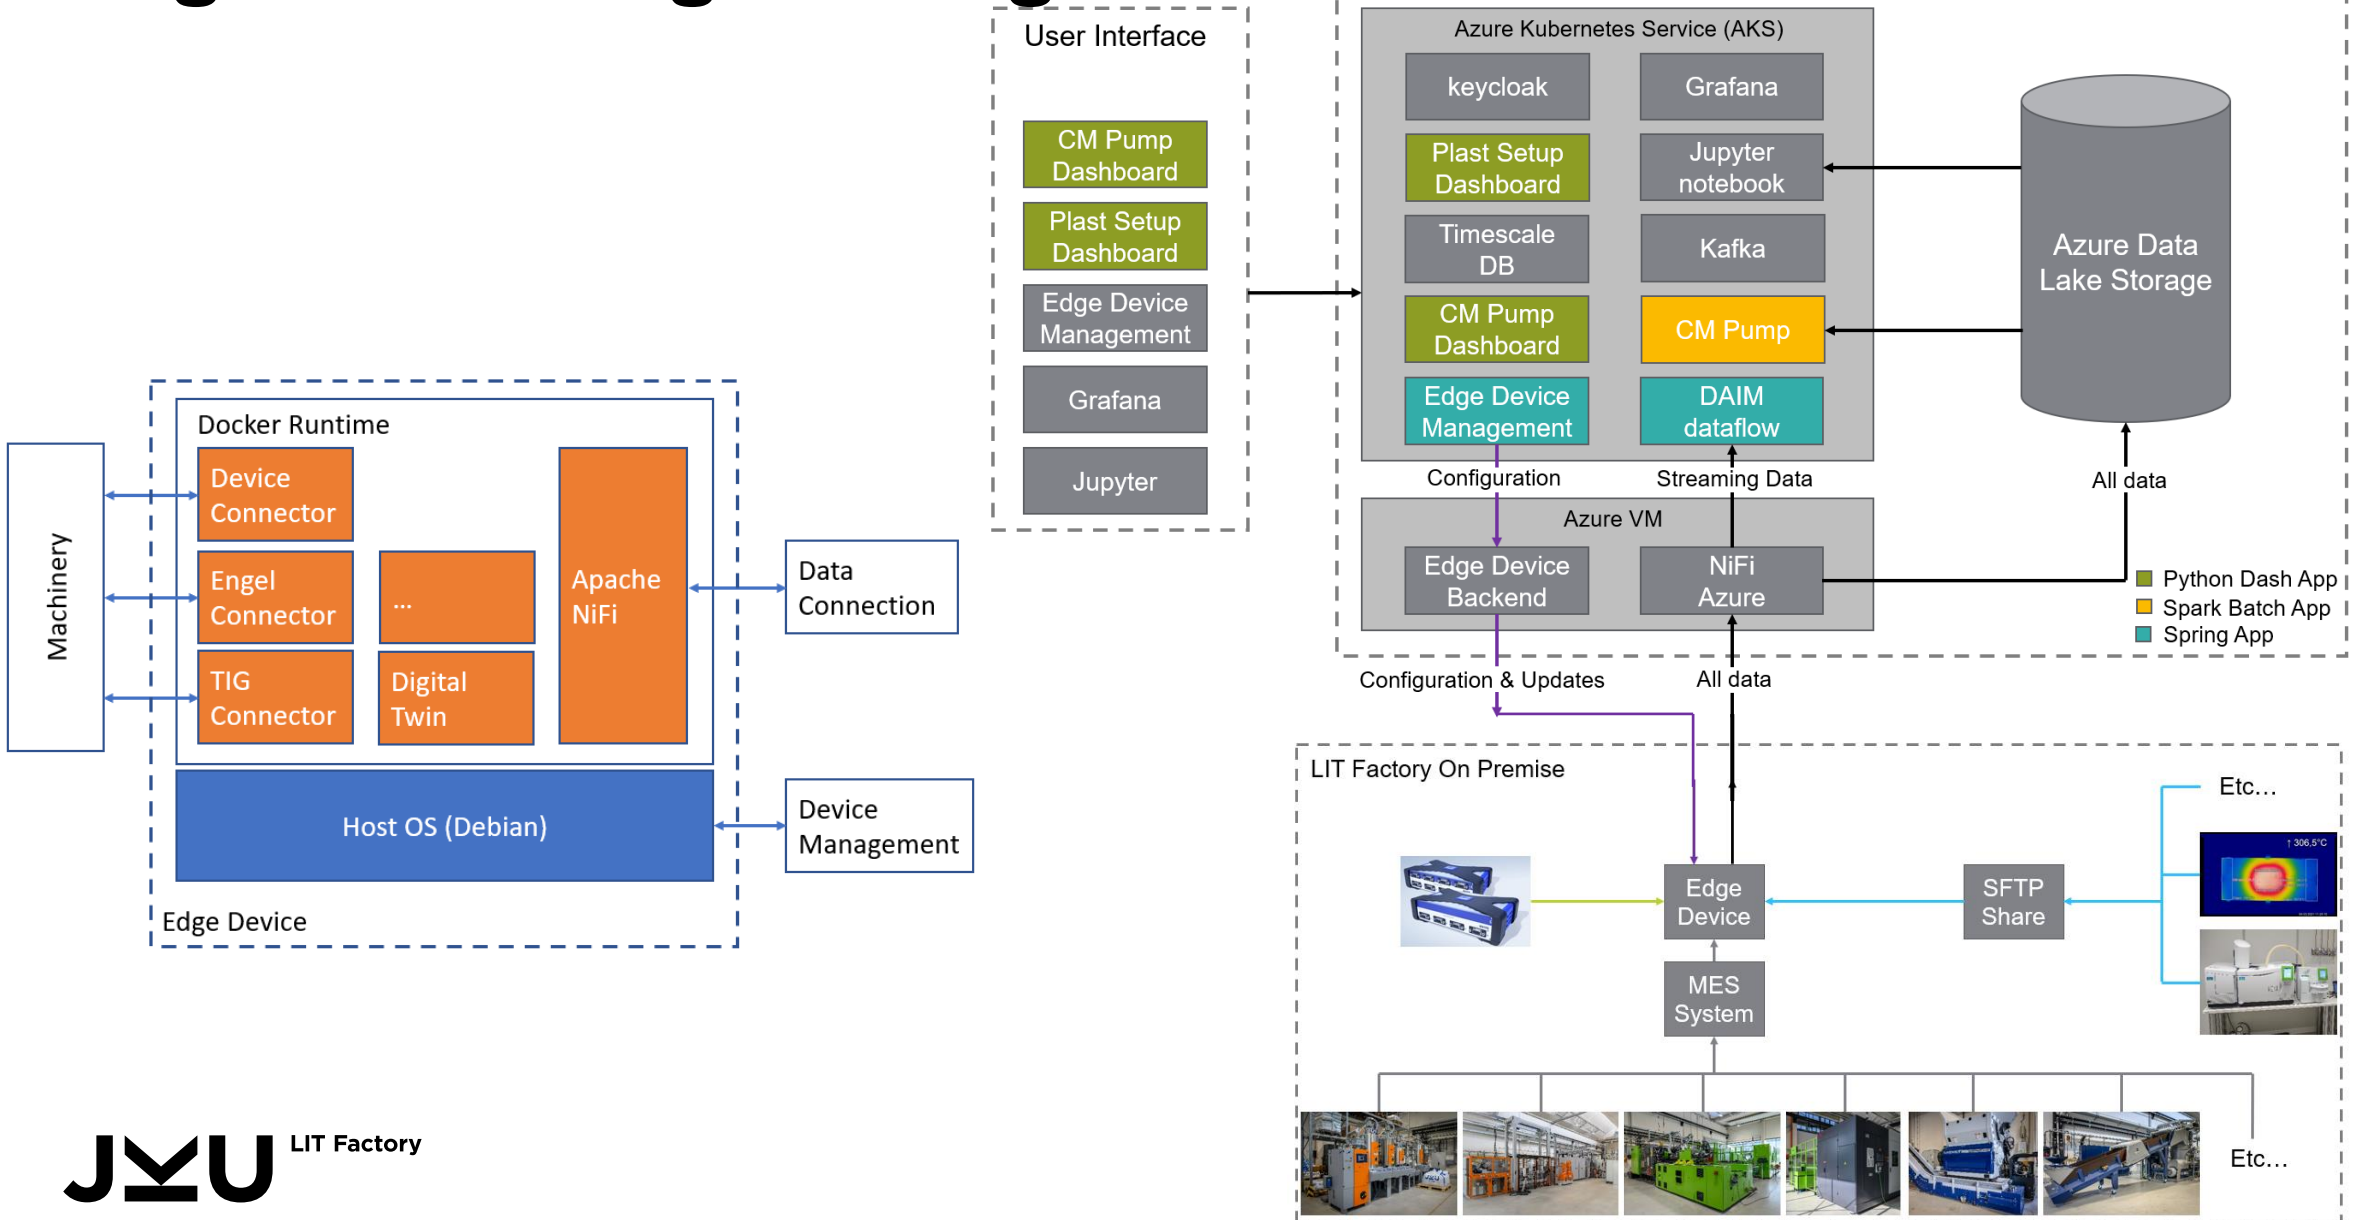 User Interface
CM Pump
Dashboard
Plast Setup
Dashboard
Edge Device
Management
Grafana
Jupyter
Azure Kubernetes Service (AKS)
keycloak
Grafana
Plast Setup
Dashboard
Jupyter
notebook
Timescale
DB
Kafka
CM Pump
Dashboard
CM Pump
Edge Device
Management
DAIM
dataflow
Configuration
Streaming Data
Azure VM
Edge Device
Backend
NiFi
Azure
Azure Data
Lake Storage
All data
Python Dash App
Spark Batch App
Spring App
Configuration & Updates
All data
Machinery
Docker Runtime
Device
Connector
Engel
Connector
TIG
Connector
...
Digital
Twin
Apache
NiFi
Host OS (Debian)
Edge Device
Data
Connection
Device
Management
LIT Factory On Premise
Etc...
↑ 306,5°C
Edge
Device
SFTP
Share
MES
System
Etc...
JKU LIT Factory